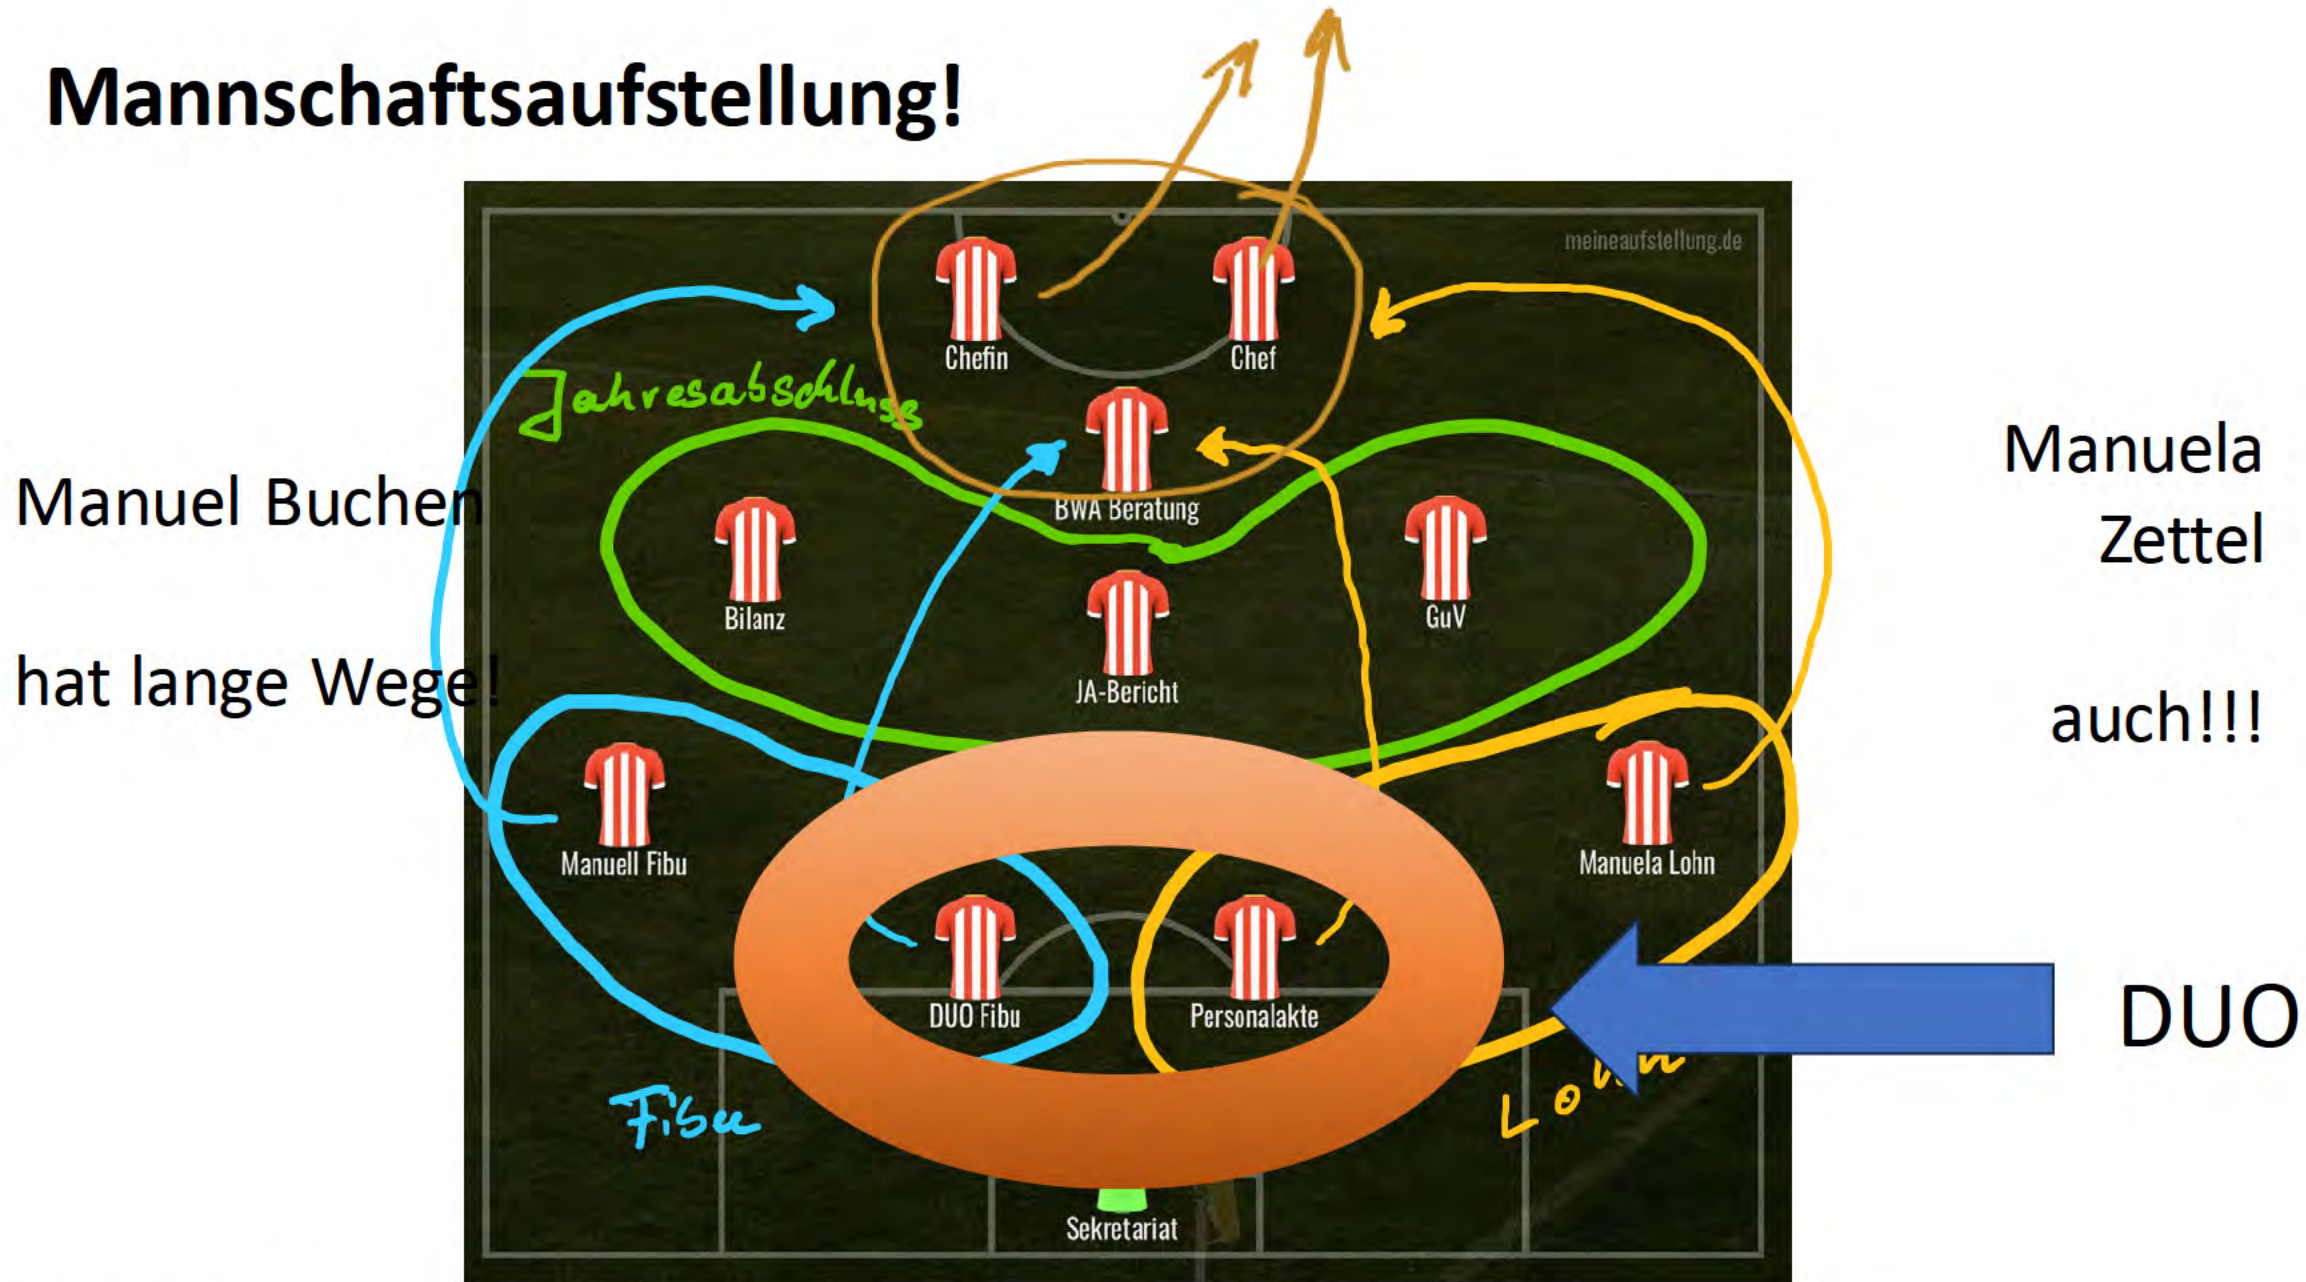 Mannschaftsaufstellung!
meineaufstellung.de
Chefin
Chef
Jahresabschluss
Manuel Buchen
hat lange Wege!
Manuela
Zettel
auch!!!
BWA Beratung
Bilanz
GuV
JA-Bericht
Manuell Fibu
Manuela Lohn
DUO Fibu
Personalakte
DUO
Fibu
Lohn
Sekretariat